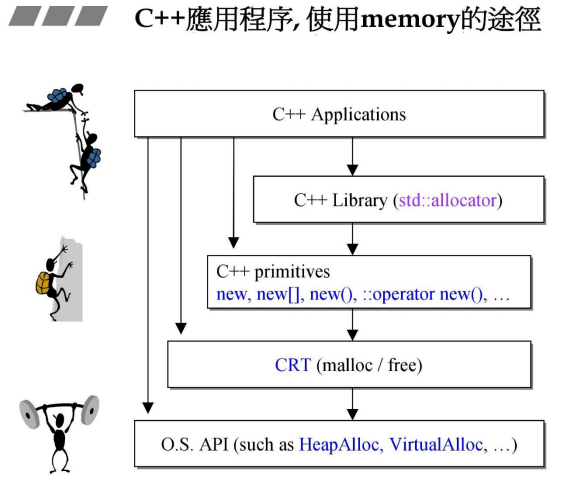 C++應用程序, 使用memory的途徑
C++ Applications
C++ Library (std::allocator)
C++ primitives
new, new[], new(), ::operator new(), …
CRT (malloc / free)
O.S. API (such as HeapAlloc, VirtualAlloc, …)